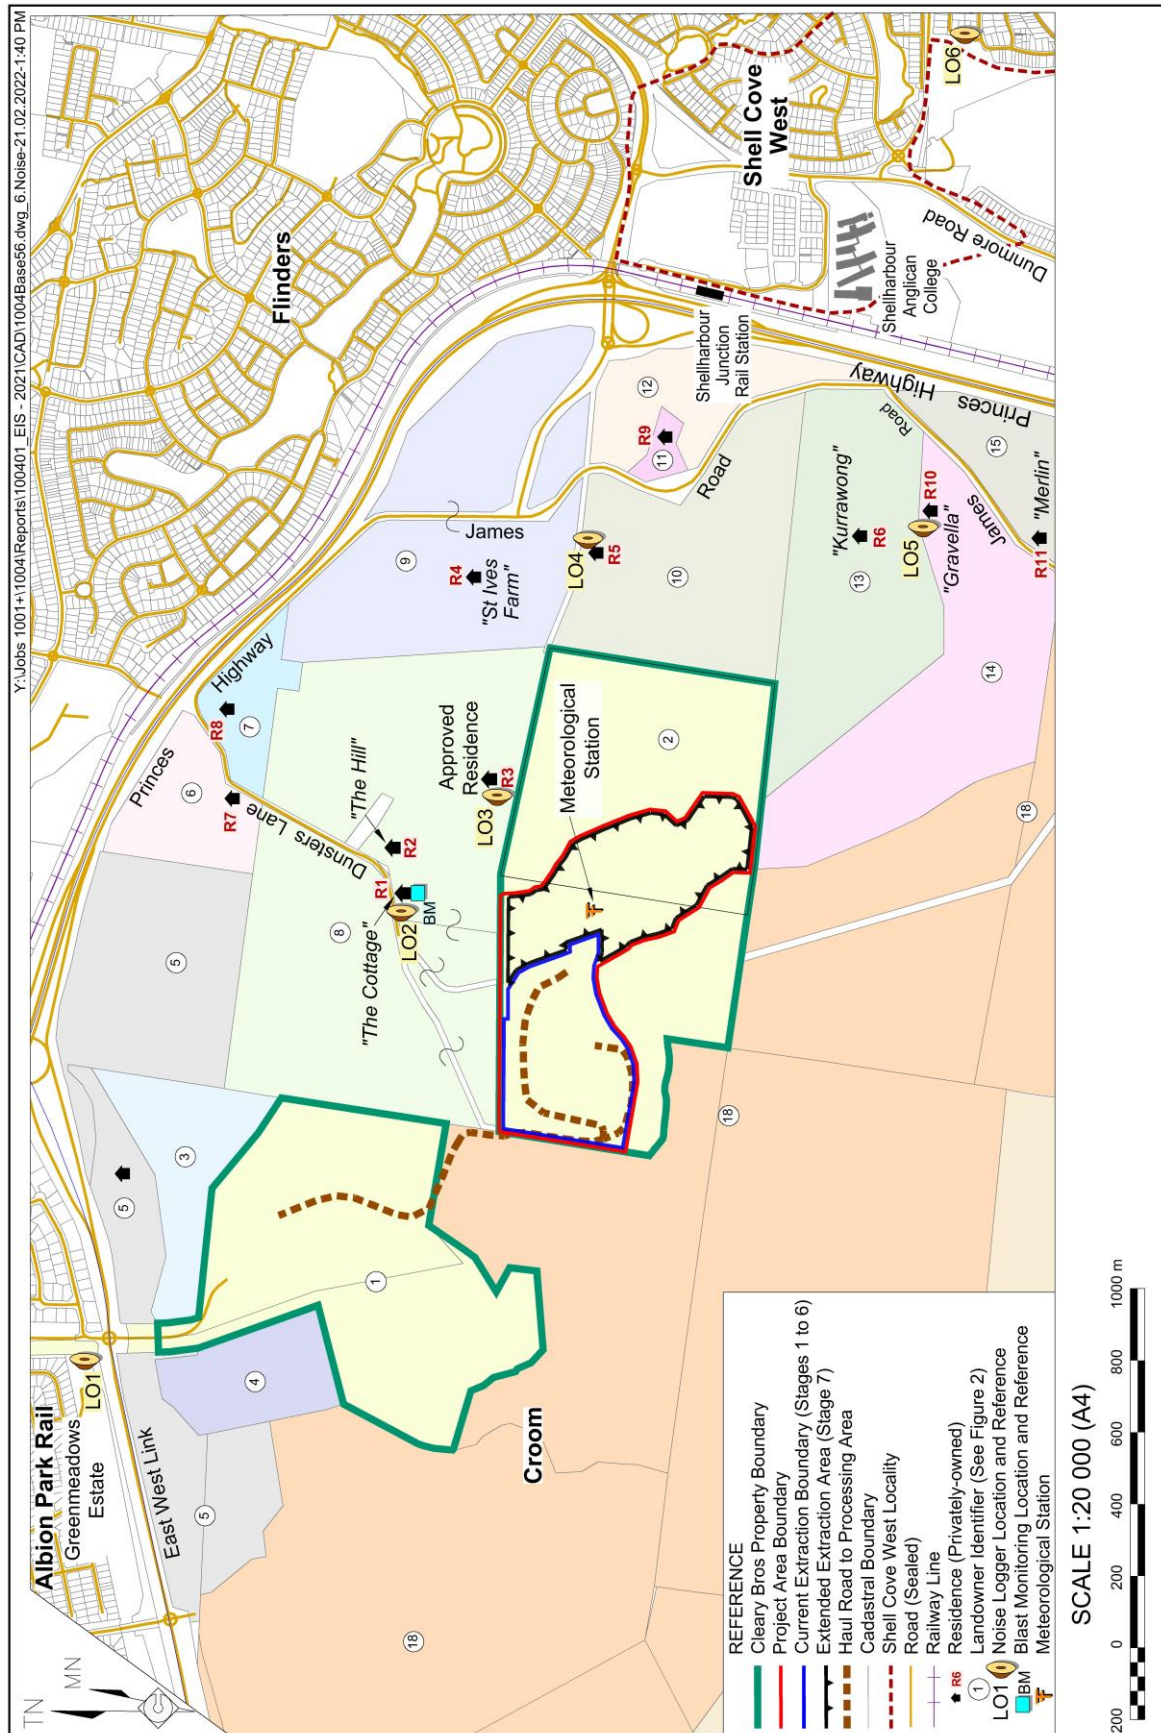 Y:\Jobs 1001+\1004\Reports\100401_EIS - 2021\CAD\1004Base56.dwg_6.Noise-21.02.2022-1:40 PM
TN
MN
Albion Park Rail
Greenmeadows
Estate
LO1
East West Link
5
5
3
5
4
1
18
Croom
Princes
Highway
6
R7
R8
7
Dunsters Lane
"The Hill"
R2
R1
BM
LO2
"The Cottage"
8
Approved
Residence
R3
LO3
Meteorological
Station
2
Flinders
9
James
R4
"St Ives
Farm"
LO4
R5
10
Road
12
R9
11
Shellharbour
Junction
Rail Station
Shell Cove
West
Shellharbour
Anglican
College
Dunmore Road
LO6
Princes
Highway
"Kurrawong"
R6
13
Road
LO5
R10
"Gravella"
James
15
"Merlin"
R11
14
18
18
REFERENCE
Cleary Bros Property Boundary
Project Area Boundary
Current Extraction Boundary (Stages 1 to 6)
Extended Extraction Area (Stage 7)
Haul Road to Processing Area
Cadastral Boundary
Shell Cove West Locality
Road (Sealed)
Railway Line
R6 Residence (Privately-owned)
1 Landowner Identifier (See Figure 2)
LO1 Noise Logger Location and Reference
BM Blast Monitoring Location and Reference
Meteorological Station
SCALE 1:20 000 (A4)
200 0 200 400 600 800 1000 m